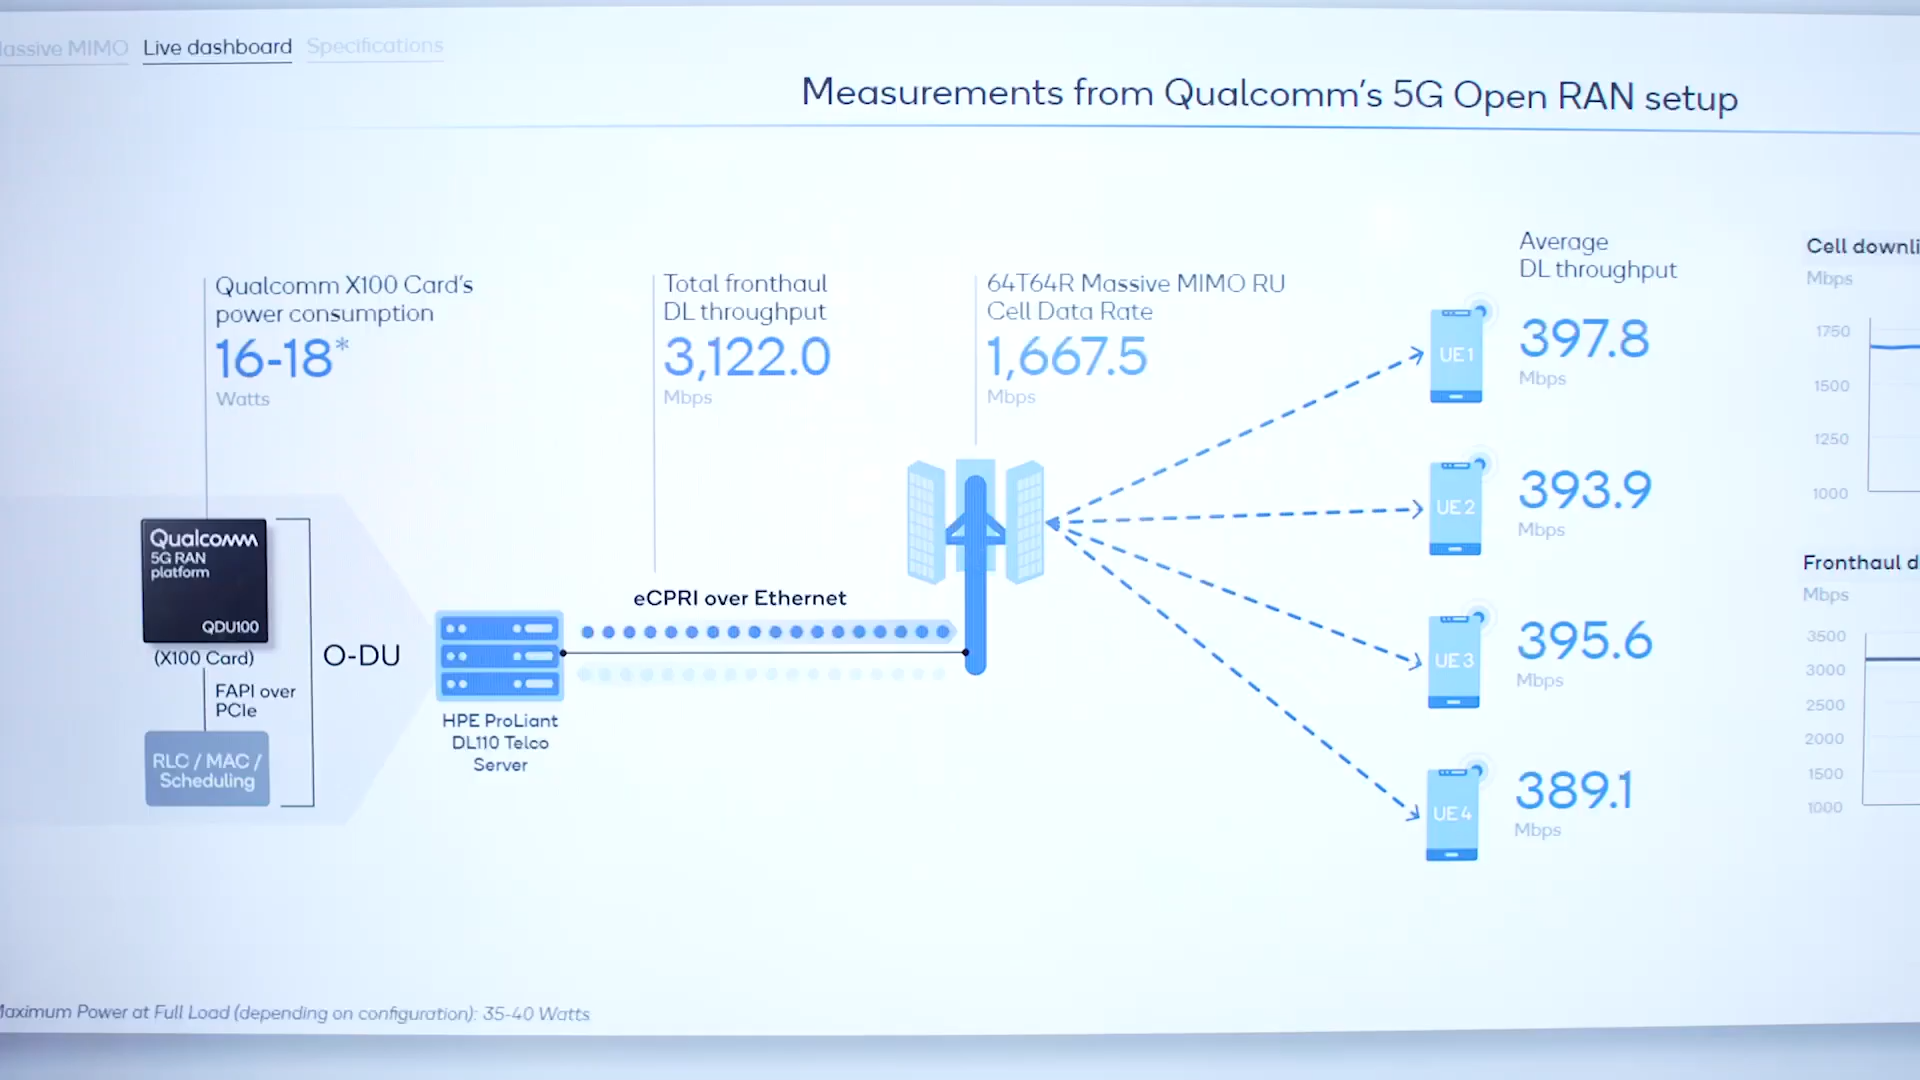 Massive MIMO Live dashboard Specifications
Measurements from Qualcomm's 5G Open RAN setup
Qualcomm X100 Card's
power consumption
16-18*
Watts
Total fronthaul
DL throughput
3,122.0
Mbps
64T64R Massive MIMO RU
Cell Data Rate
1,667.5
Mbps
Average
DL throughput
UE 1
397.8
Mbps
UE 2
393.9
Mbps
UE 3
395.6
Mbps
UE 4
389.1
Mbps
Qualcomm
5G RAN
platform
QDU100
(X100 Card)
FAPI over
PCIe
RLC / MAC /
Scheduling
O-DU
HPE ProLiant
DL110 Telco
Server
eCPRI over Ethernet
Cell downli
Mbps
1750
1500
1250
1000
Fronthaul d
Mbps
3500
3000
2500
2000
1500
1000
Maximum Power at Full Load (depending on configuration): 35-40 Watts